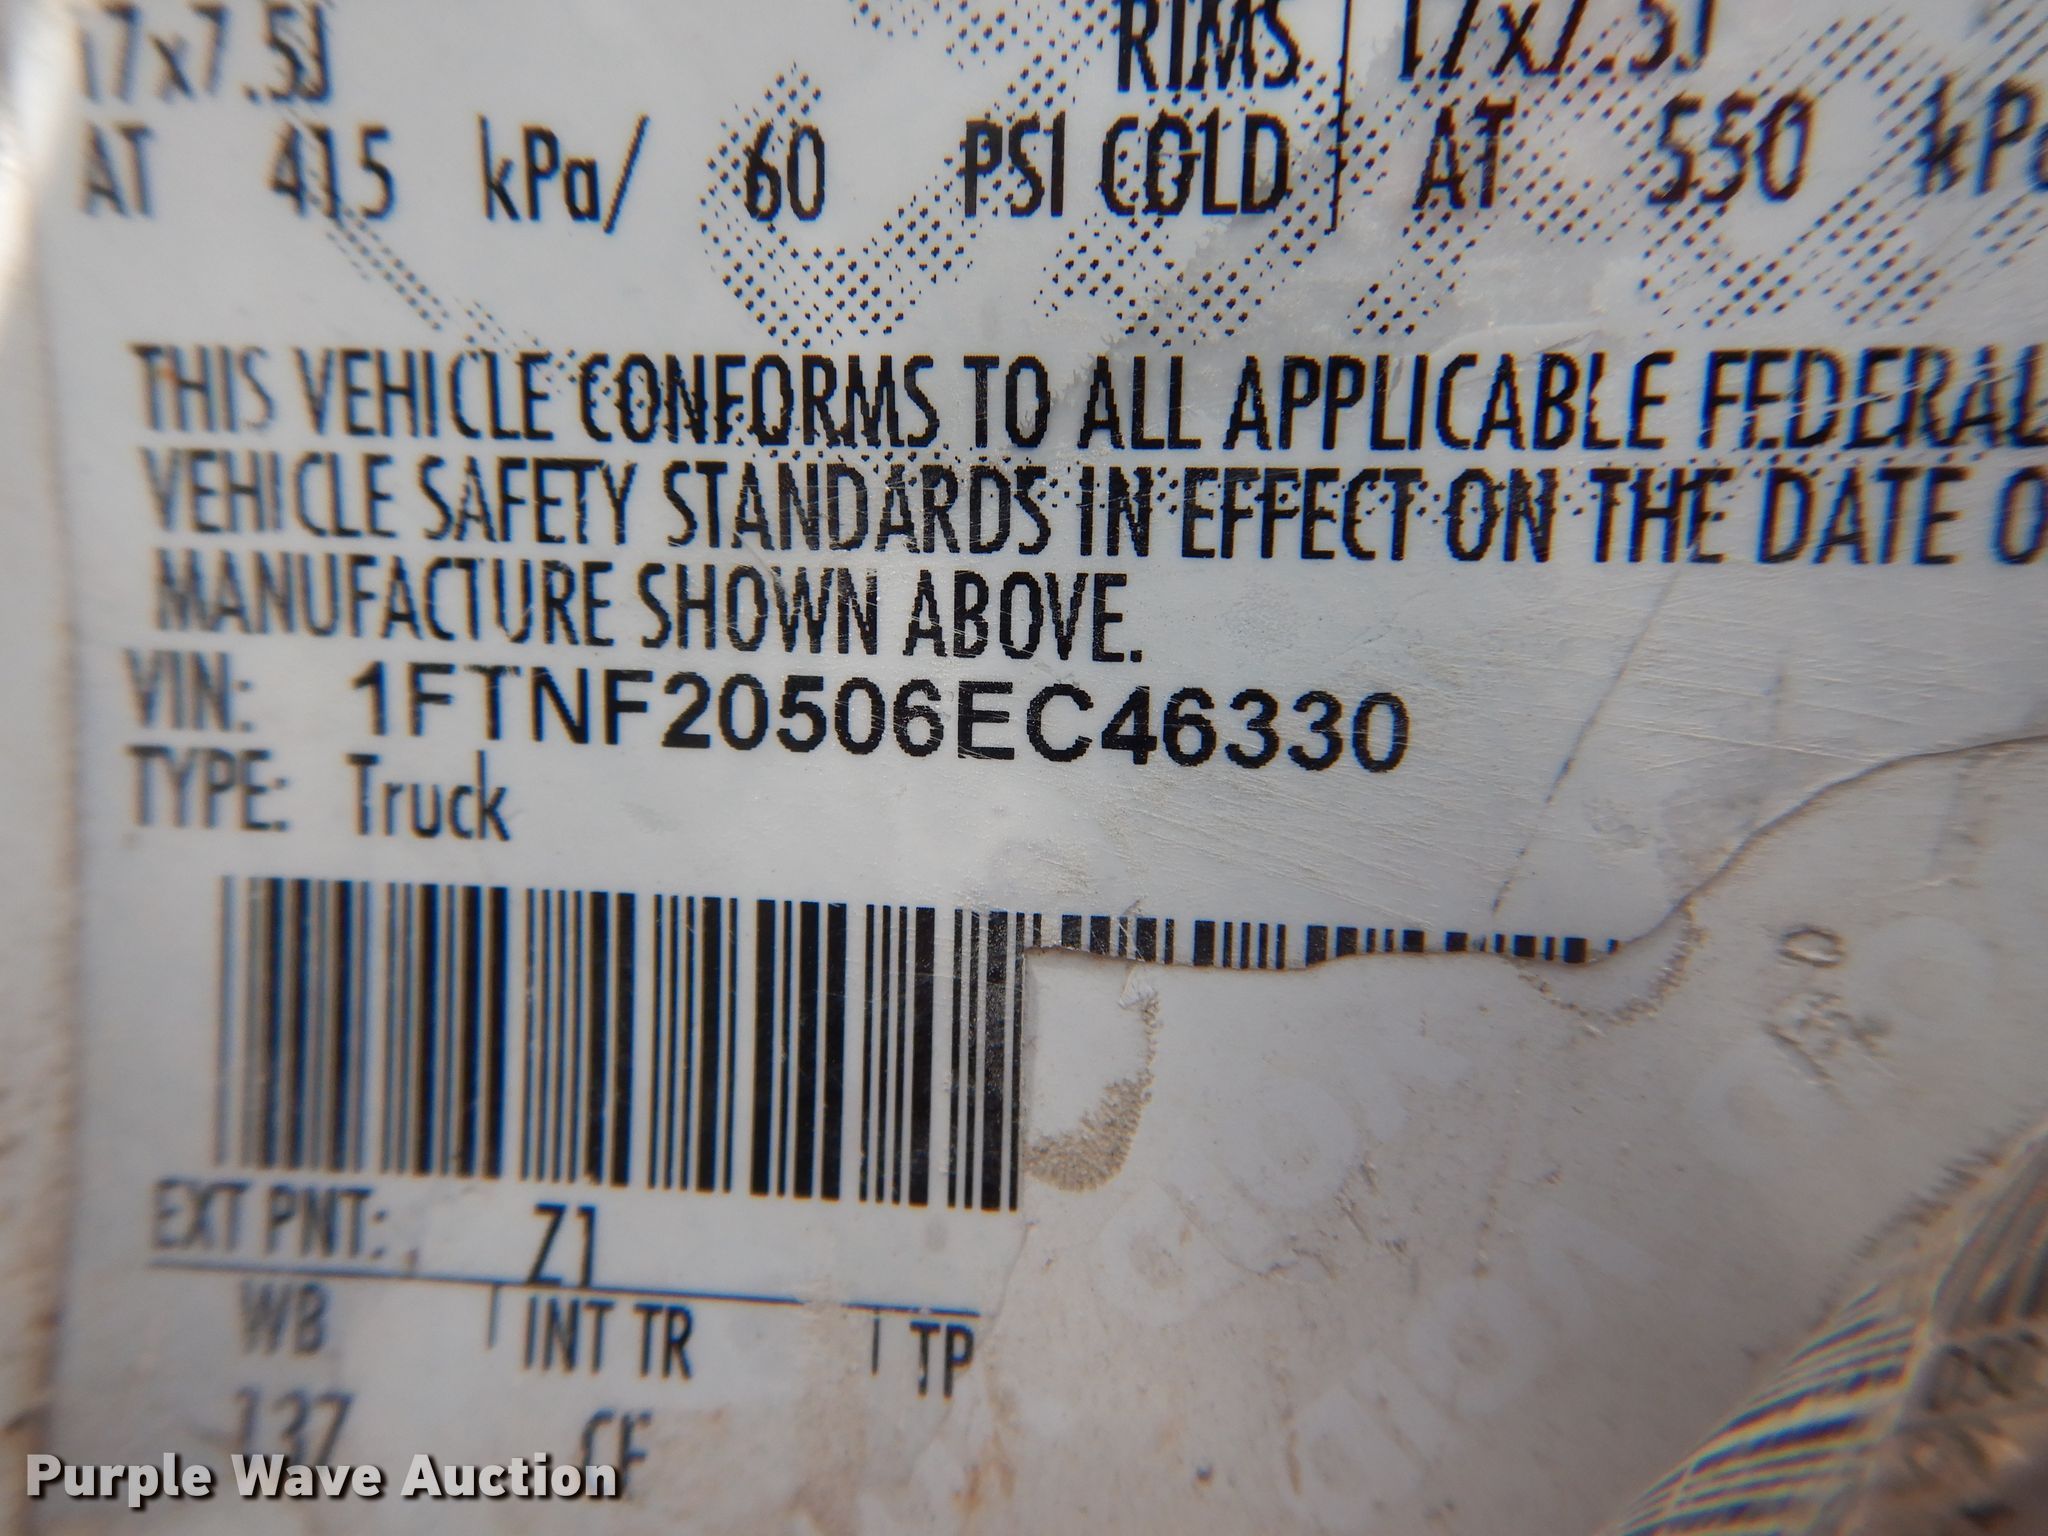 17x7.5J RIMS 17x7.5J
AT 415 kPa/ 60 PSI COLD AT 550 kPa
THIS VEHICLE CONFORMS TO ALL APPLICABLE FEDERAL
VEHICLE SAFETY STANDARDS IN EFFECT ON THE DATE O
MANUFACTURE SHOWN ABOVE.
VIN: 1FTNF20506EC46330
TYPE: Truck
EXT PNT: Z1
WB INT TR TP
137
Purple Wave Auction